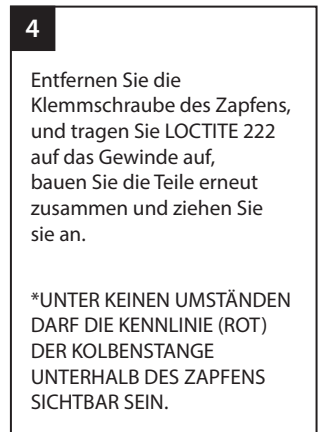 4
Entfernen Sie die
Klemmschraube des Zapfens,
und tragen Sie LOCTITE 222
auf das Gewinde auf,
bauen Sie die Teile erneut
zusammen und ziehen Sie
sie an.
*UNTER KEINEN UMSTÄNDEN
DARF DIE KENNLINIE (ROT)
DER KOLBENSTANGE
UNTERHALB DES ZAPFENS
SICHTBAR SEIN.